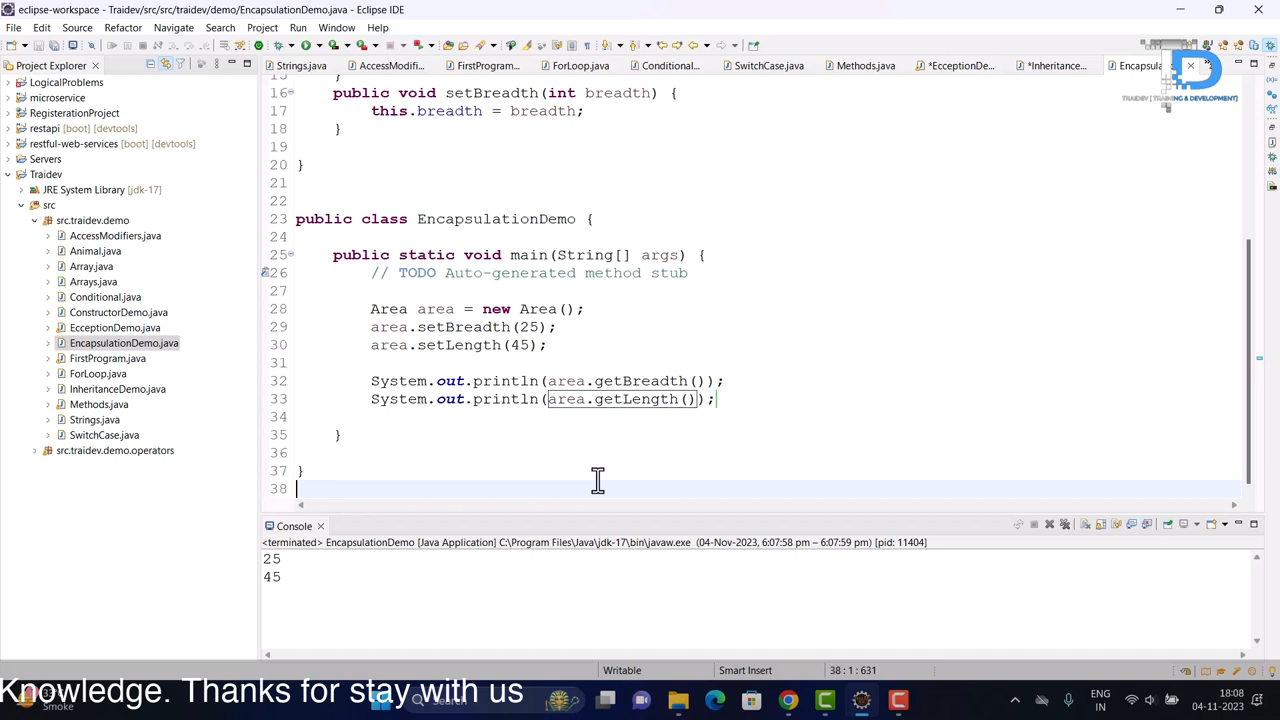 eclipse-workspace - Traidev/src/src/traidev/demo/EncapsulationDemo.java - Eclipse IDE
File Edit Source Refactor Navigate Search Project Run Window Help
Project Explorer
Strings.java AccessModifi... FirstProgram... ForLoop.java Conditional... SwitchCase.java Methods.java *EcceptionDe... *Inheritance... Encapsula
TRAIDEV [ TRAINING & DEVELOPMENT]
LogicalProblems
microservice
RegisterationProject
restapi [boot] [devtools]
restful-web-services [boot] [devtools]
Servers
Traidev
JRE System Library [jdk-17]
src
src.traidev.demo
AccessModifiers.java
Animal.java
Array.java
Arrays.java
Conditional.java
ConstructorDemo.java
EcceptionDemo.java
EncapsulationDemo.java
FirstProgram.java
ForLoop.java
InheritanceDemo.java
Methods.java
Strings.java
SwitchCase.java
src.traidev.demo.operators
15 }
16 public void setBreadth(int breadth) {
17 this.breadth = breadth;
18 }
19
20 }
21
22
23 public class EncapsulationDemo {
24
25 public static void main(String[] args) {
26 // TODO Auto-generated method stub
27
28 Area area = new Area();
29 area.setBreadth(25);
30 area.setLength(45);
31
32 System.out.println(area.getBreadth());
33 System.out.println(area.getLength());
34
35 }
36
37 }
38
Console
<terminated> EncapsulationDemo [Java Application] C:\Program Files\Java\jdk-17\bin\javaw.exe (04-Nov-2023, 6:07:58 pm – 6:07:59 pm) [pid: 11404]
25
45
Writable Smart Insert 38 : 1 : 631
Knowledge. Thanks for stay with us
Smoke
Search
ENG
IN
18:08
04-11-2023